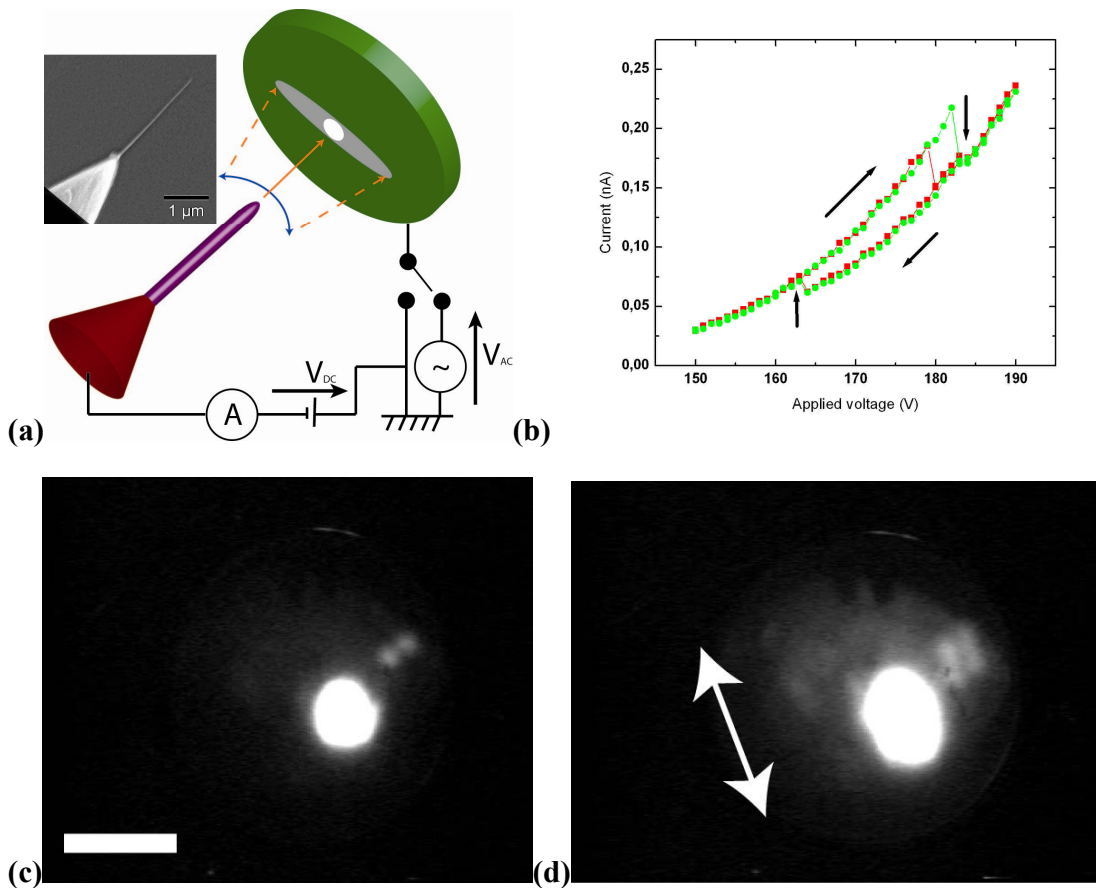 1 µm
V DC
V AC
A
~
(a)
0,25
0,20
0,15
0,10
0,05
0,00
Current (nA)
150
160
170
180
190
Applied voltage (V)
(b)
(c)
(d)